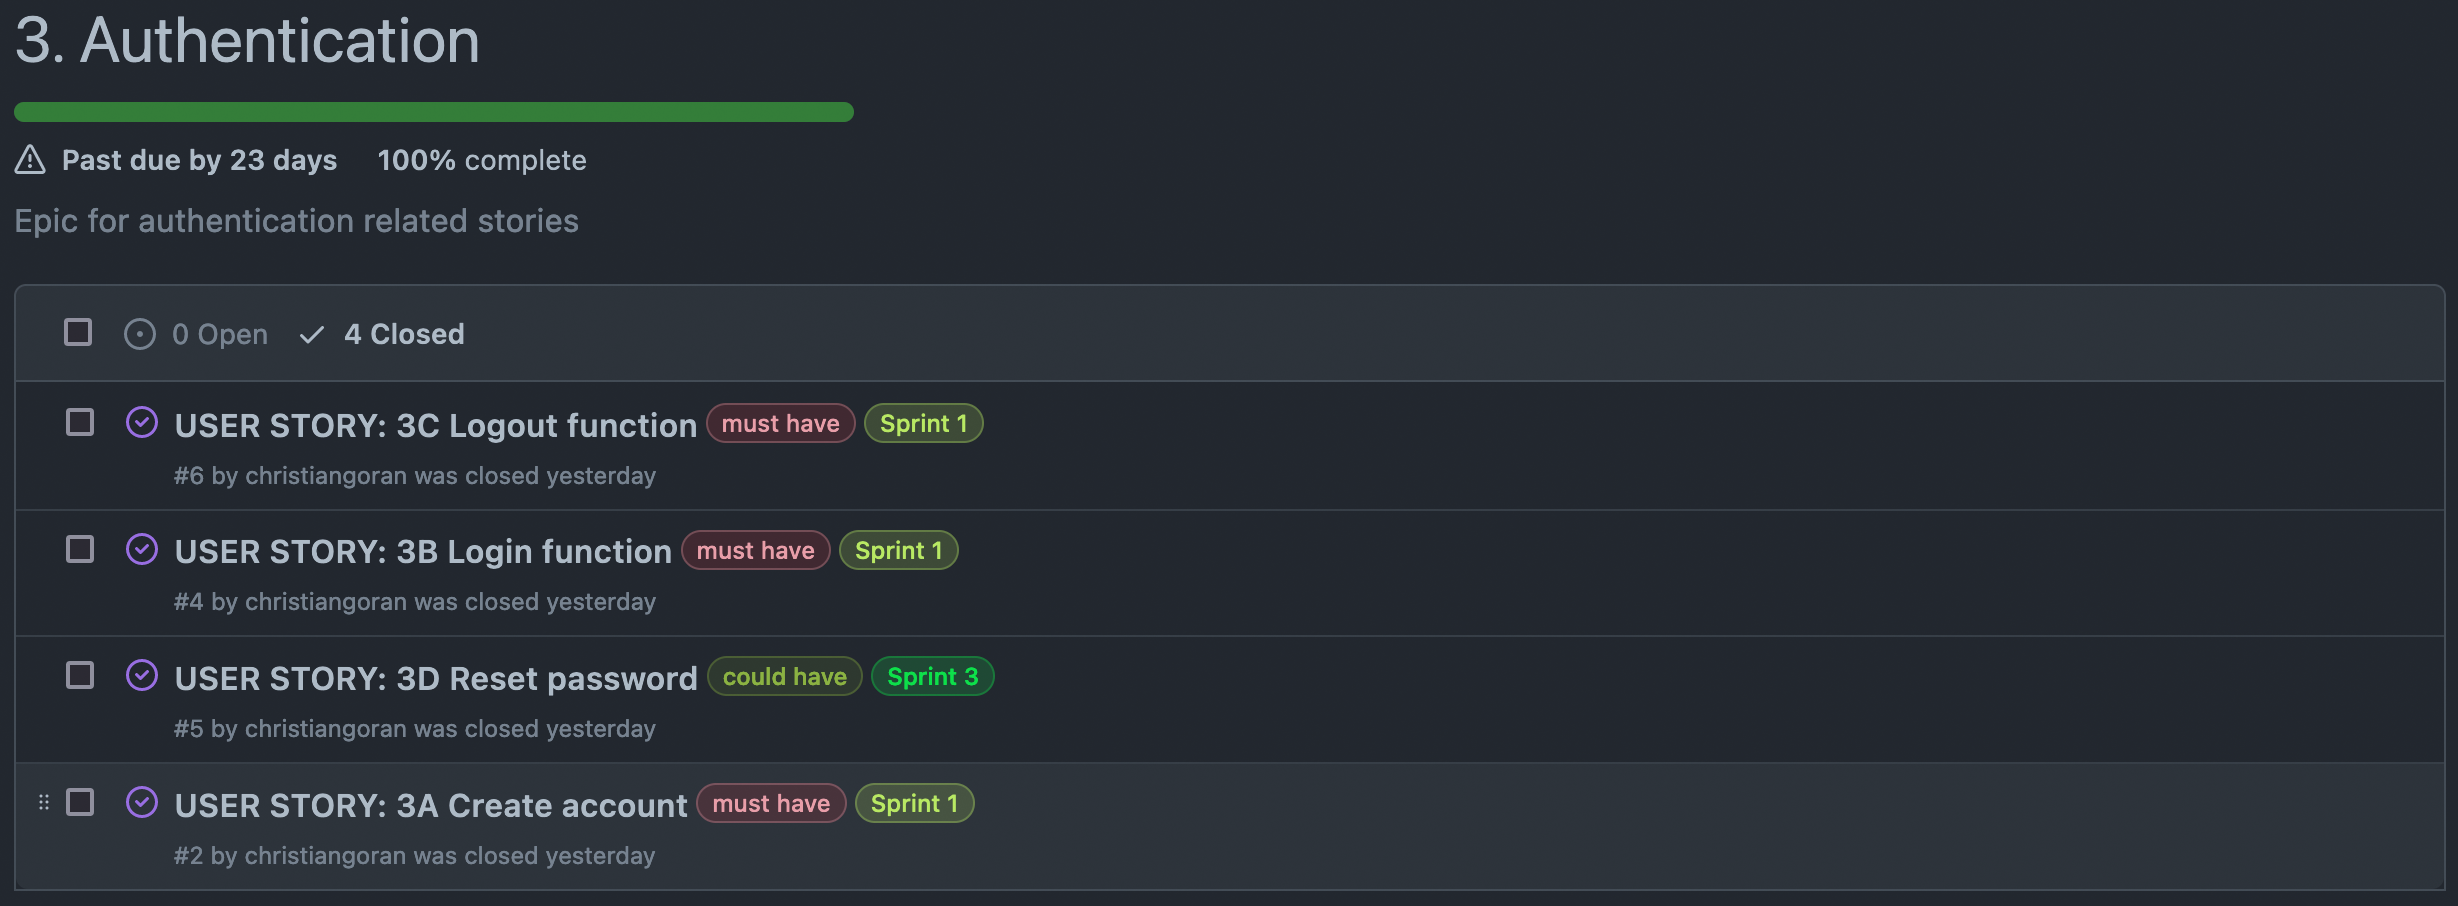 3. Authentication
Past due by 23 days 100% complete
Epic for authentication related stories
0 Open 4 Closed
USER STORY: 3C Logout function must have Sprint 1
#6 by christiangoran was closed yesterday
USER STORY: 3B Login function must have Sprint 1
#4 by christiangoran was closed yesterday
USER STORY: 3D Reset password could have Sprint 3
#5 by christiangoran was closed yesterday
USER STORY: 3A Create account must have Sprint 1
#2 by christiangoran was closed yesterday